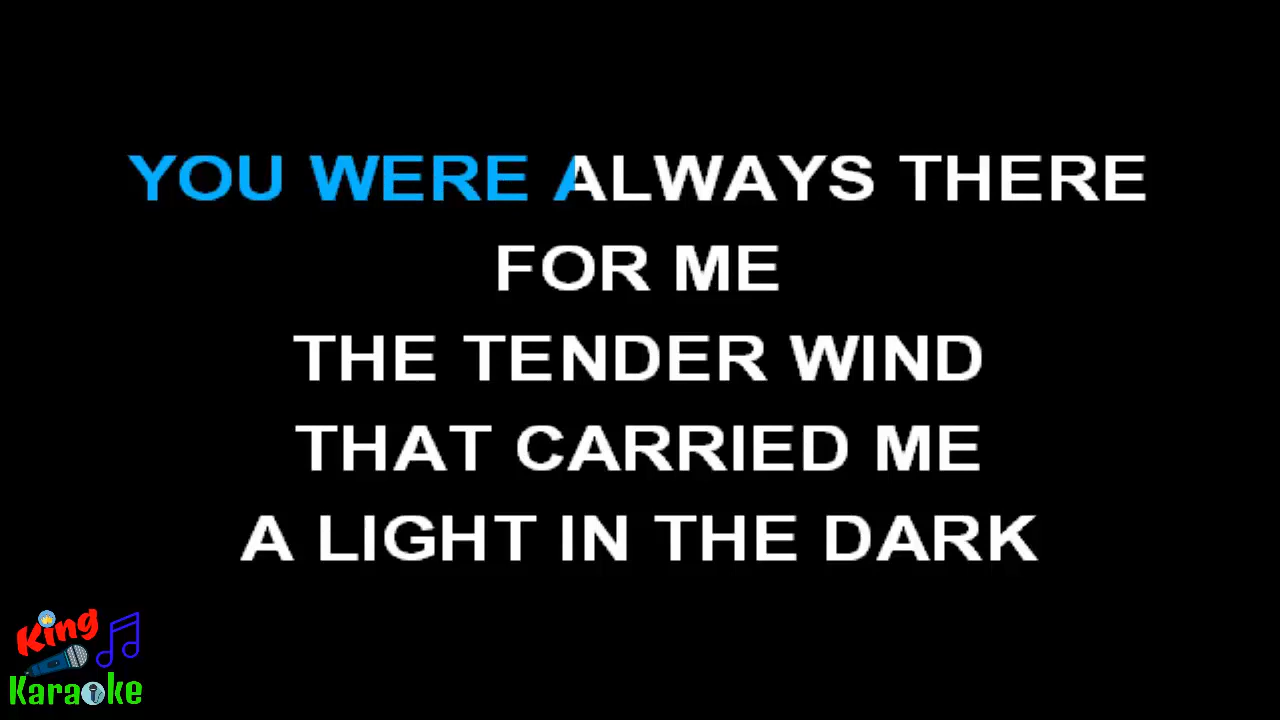 YOU WERE ALWAYS THERE
FOR ME
THE TENDER WIND
THAT CARRIED ME
A LIGHT IN THE DARK
King
Karaoke